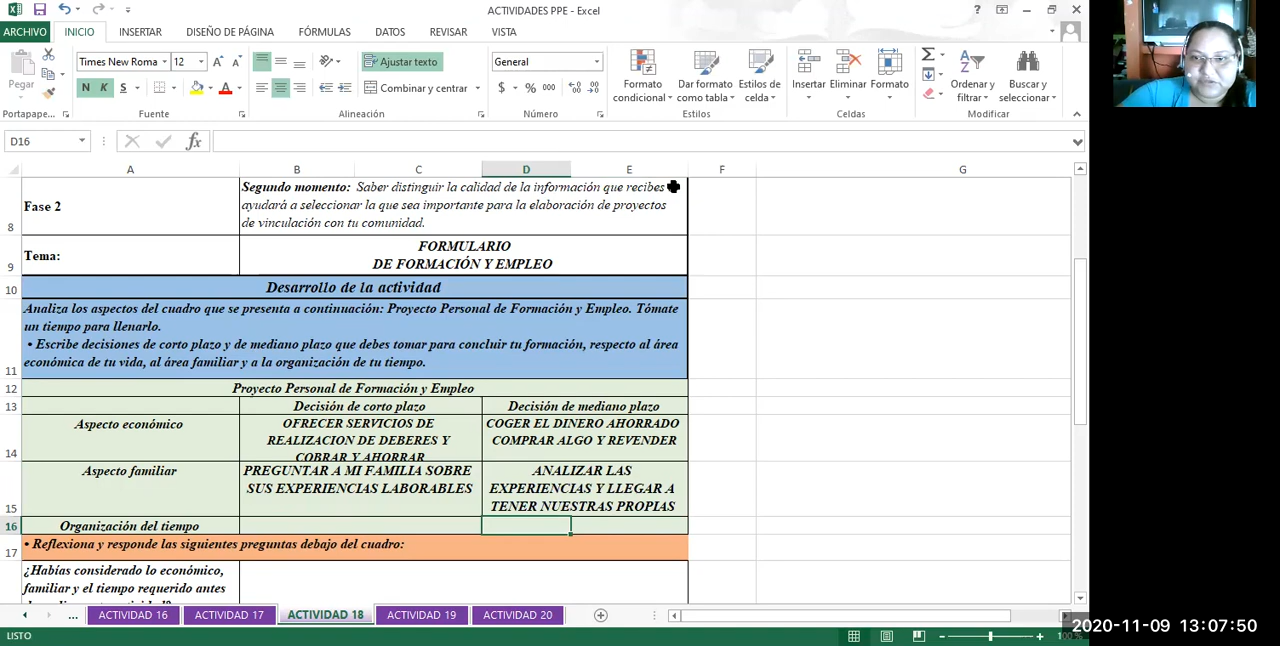 ACTIVIDADES PPE - Excel
ARCHIVO INICIO INSERTAR DISEÑO DE PÁGINA FÓRMULAS DATOS REVISAR VISTA
Times New Roma 12 Ajustar texto General
Pegar N K S Combinar y centrar $ % 000 Formato condicional Dar formato como tabla Estilos de celda Insertar Eliminar Formato Ordenar y filtrar Buscar y seleccionar
Portapape... Fuente Alineación Número Estilos Celdas Modificar
D16 fx
A B C D E F G
8 Fase 2
Segundo momento: Saber distinguir la calidad de la información que recibes
ayudará a seleccionar la que sea importante para la elaboración de proyectos
de vinculación con tu comunidad.
9 Tema:
FORMULARIO
DE FORMACIÓN Y EMPLEO
10 Desarrollo de la actividad
11 Analiza los aspectos del cuadro que se presenta a continuación: Proyecto Personal de Formación y Empleo. Tómate
un tiempo para llenarlo.
• Escribe decisiones de corto plazo y de mediano plazo que debes tomar para concluir tu formación, respecto al área
económica de tu vida, al área familiar y a la organización de tu tiempo.
12 Proyecto Personal de Formación y Empleo
13 Decisión de corto plazo Decisión de mediano plazo
14 Aspecto económico
OFRECER SERVICIOS DE
REALIZACION DE DEBERES Y
COBRAR Y AHORRAR
COGER EL DINERO AHORRADO
COMPRAR ALGO Y REVENDER
15 Aspecto familiar
PREGUNTAR A MI FAMILIA SOBRE
SUS EXPERIENCIAS LABORABLES
ANALIZAR LAS
EXPERIENCIAS Y LLEGAR A
TENER NUESTRAS PROPIAS
16 Organización del tiempo
17 • Reflexiona y responde las siguientes preguntas debajo del cuadro:
¿Habías considerado lo económico,
familiar y el tiempo requerido antes
... ACTIVIDAD 16 ACTIVIDAD 17 ACTIVIDAD 18 ACTIVIDAD 19 ACTIVIDAD 20
LISTO
2020-11-09 13:07:50